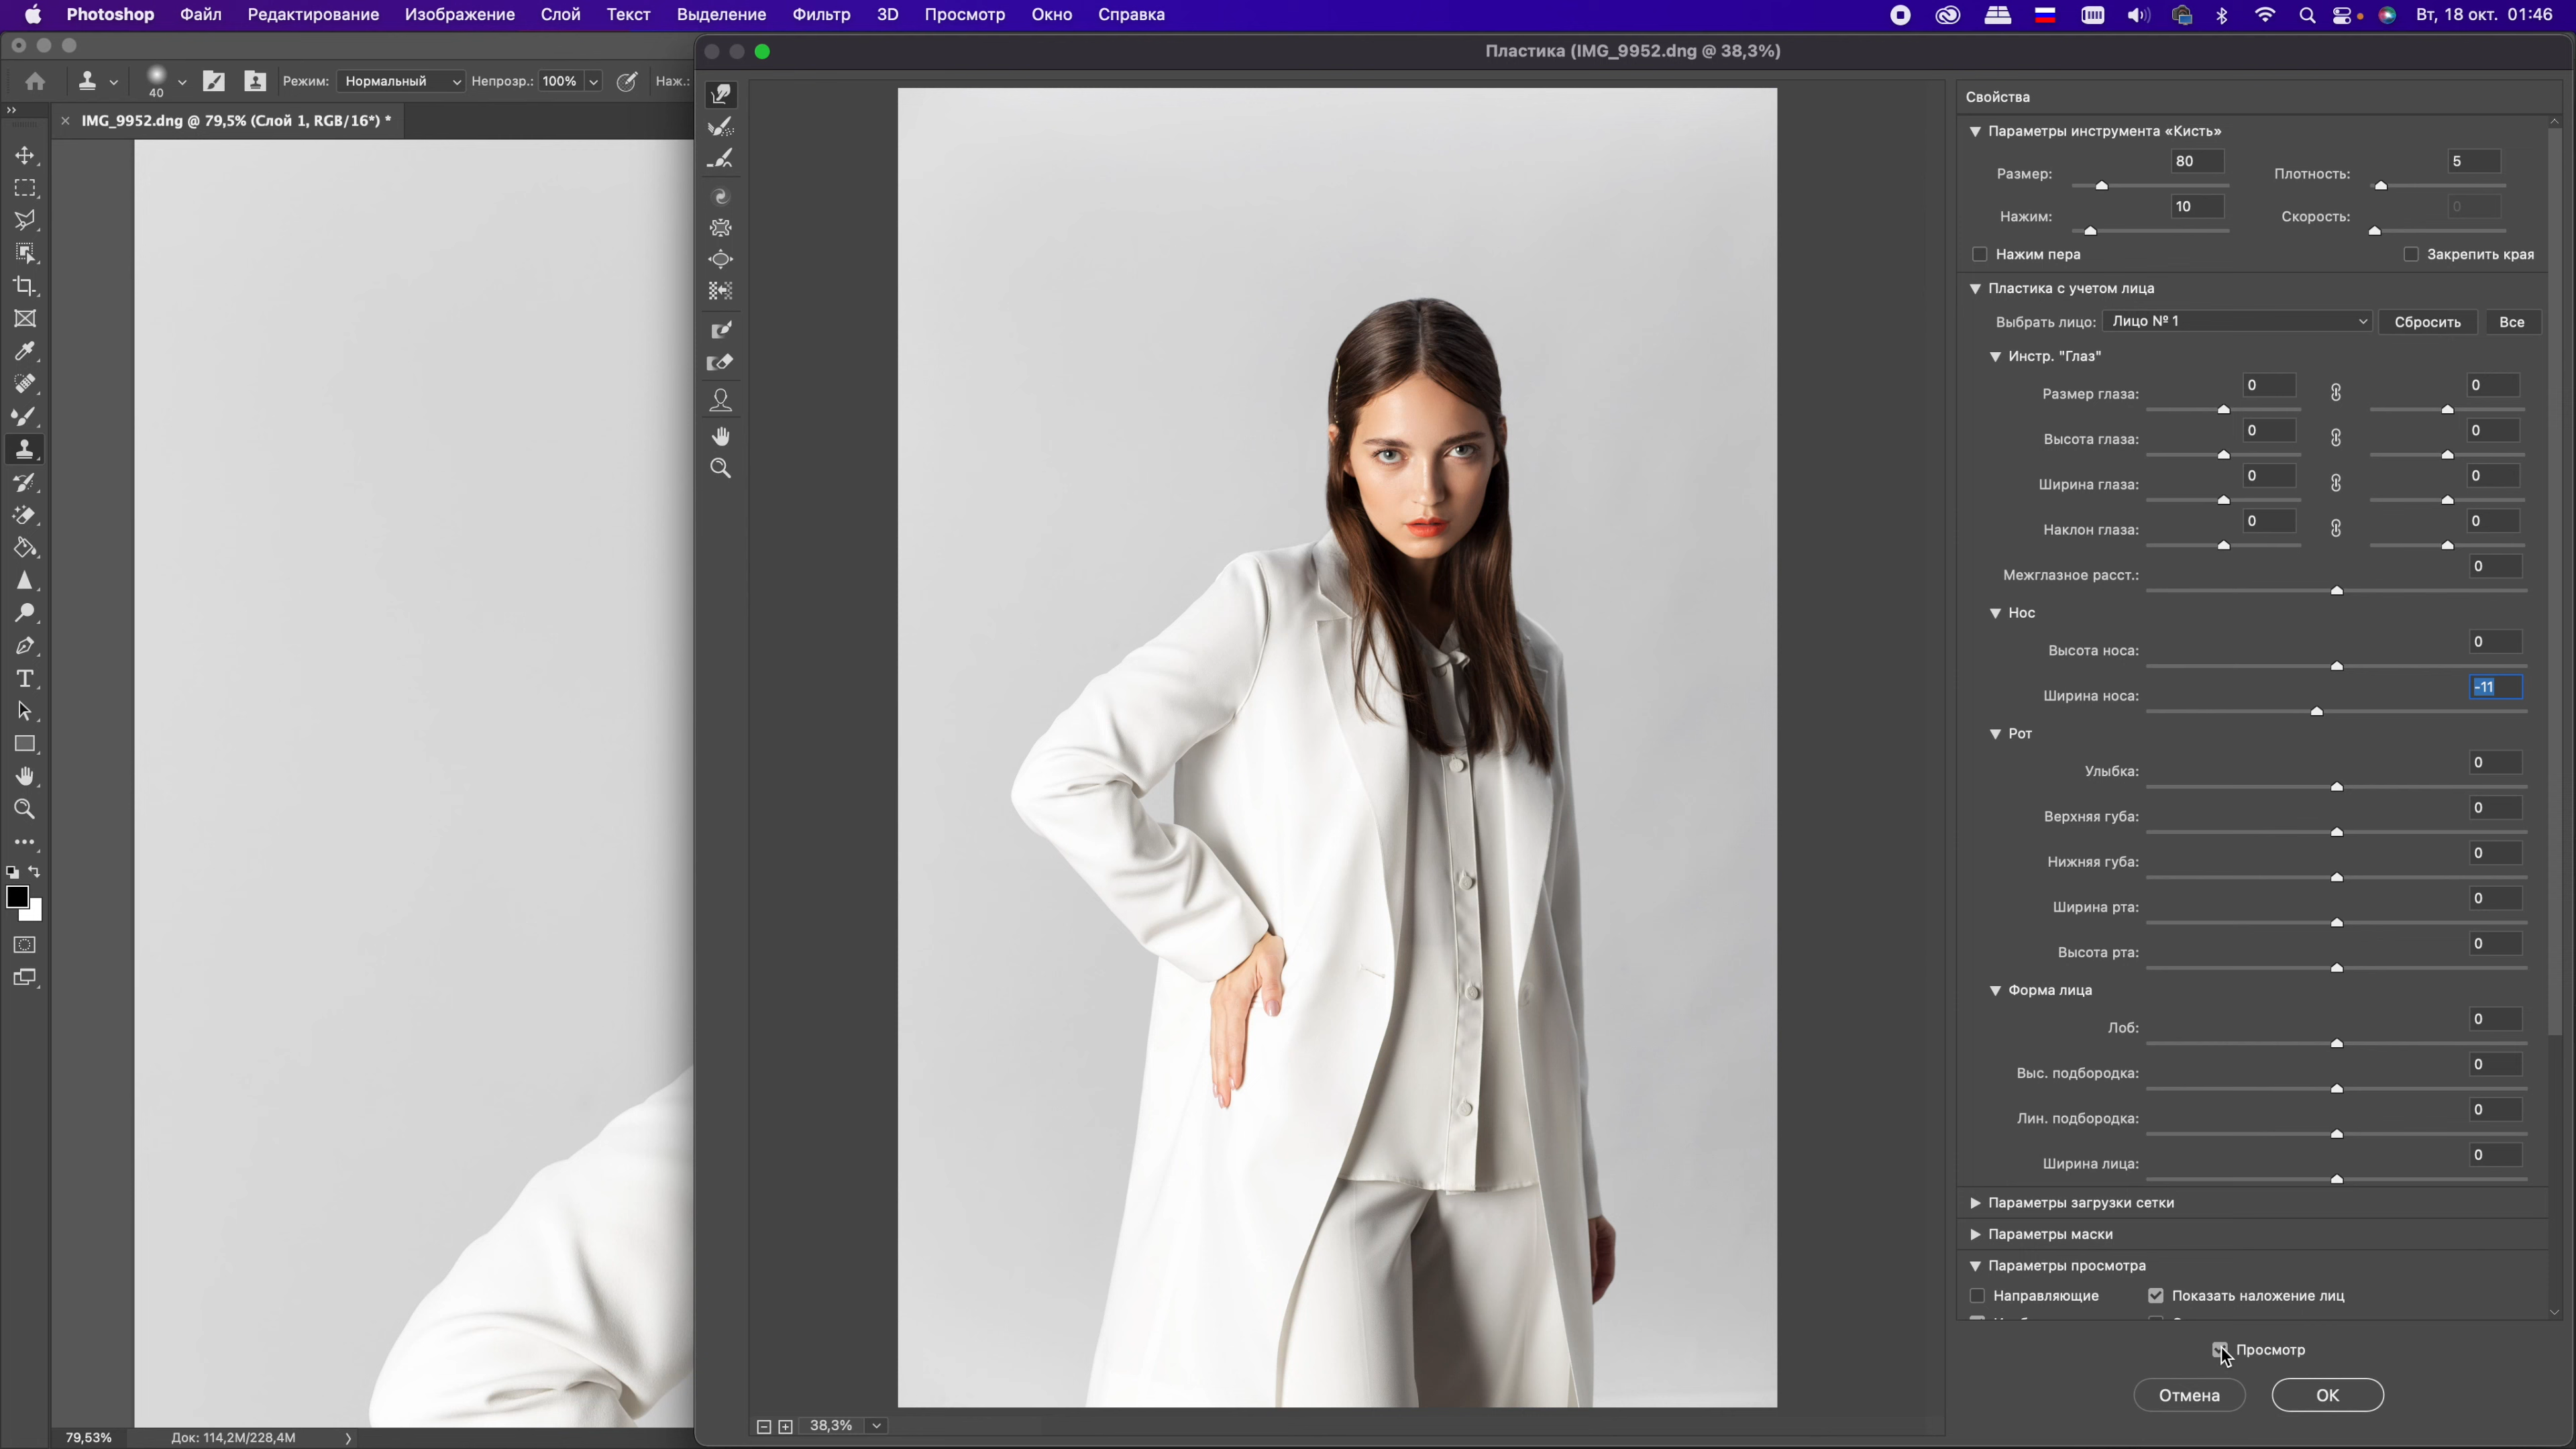 Photoshop Файл Редактирование Изображение Слой Текст Выделение Фильтр 3D Просмотр Окно Справка Вт, 18 окт. 01:46
Пластика (IMG_9952.dng @ 38,3%)
40 Режим: Нормальный Непрозр.: 100% Наж.:
IMG_9952.dng @ 79,5% (Слой 1, RGB/16*) *
Свойства
Параметры инструмента «Кисть»
Размер: 80 Плотность: 5
Нажим: 10 Скорость: 0
Нажим пера Закрепить края
Пластика с учетом лица
Выбрать лицо: Лицо № 1 Сбросить Все
Инстр. "Глаз"
Размер глаза: 0 0
Высота глаза: 0 0
Ширина глаза: 0 0
Наклон глаза: 0 0
Межглазное расст.: 0
Нос
Высота носа: 0
Ширина носа: -11
Рот
Улыбка: 0
Верхняя губа: 0
Нижняя губа: 0
Ширина рта: 0
Высота рта: 0
Форма лица
Лоб: 0
Выс. подбородка: 0
Лин. подбородка: 0
Ширина лица: 0
Параметры загрузки сетки
Параметры маски
Параметры просмотра
Направляющие Показать наложение лиц
Просмотр
Отмена OK
38,3%
79,53% Док: 114,2M/228,4M